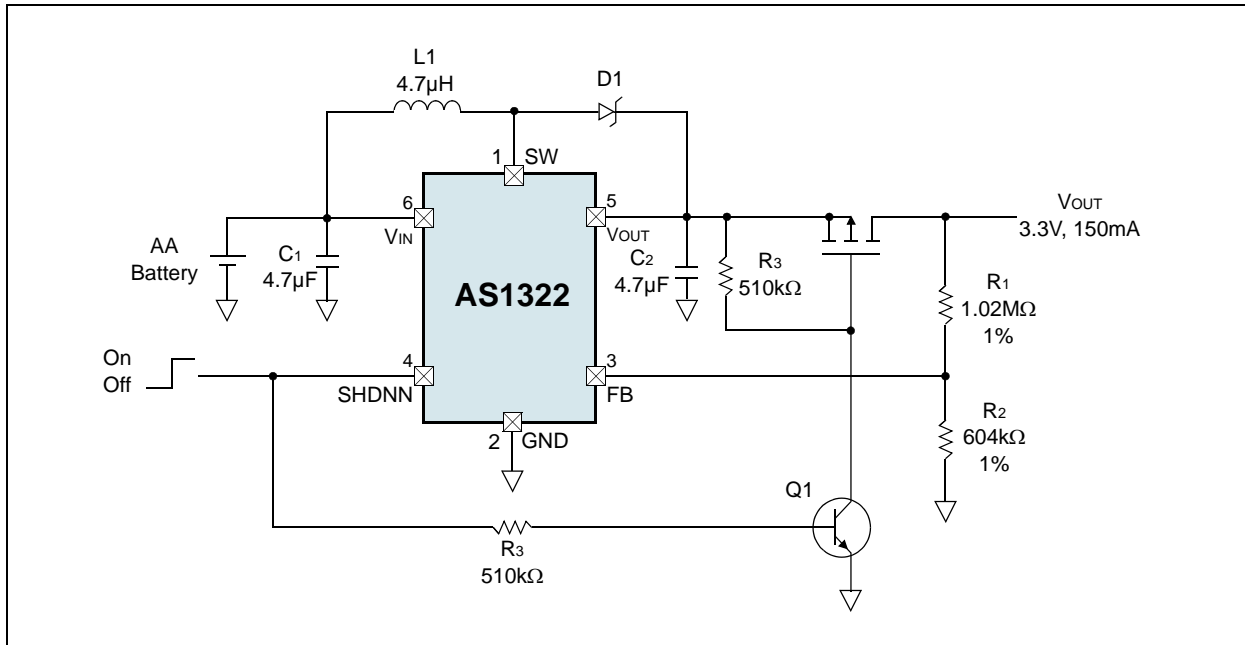 L1
4.7µH
D1
1 SW
6
VIN
5
VOUT
AA
Battery
C1
4.7µF
AS1322
C2
4.7µF
R3
510kΩ
VOUT
3.3V, 150mA
R1
1.02MΩ
1%
On
Off
4
SHDNN
3
FB
2 GND
R2
604kΩ
1%
Q1
R3
510kΩ